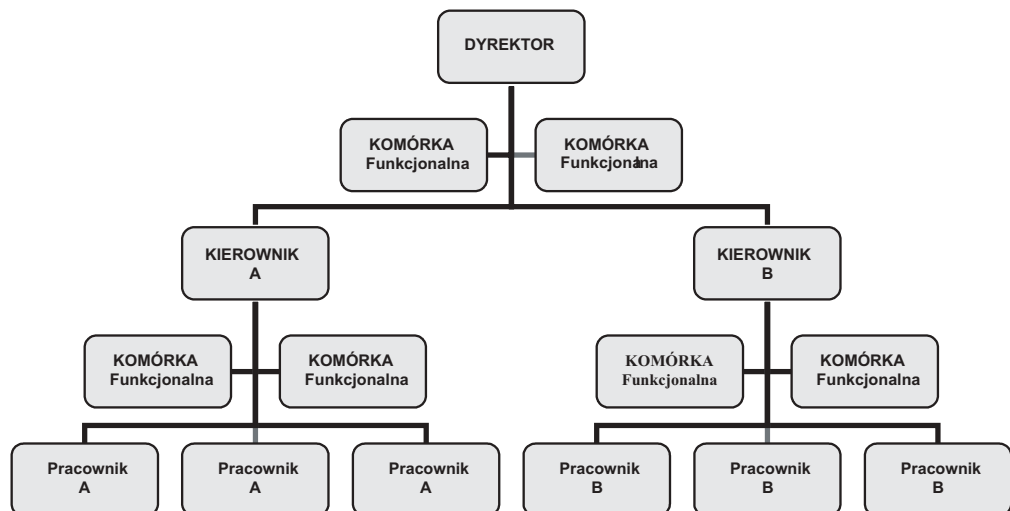 DYREKTOR
KOMÓRKA
Funkcjonalna
KOMÓRKA
Funkcjonalna
KIEROWNIK
A
KIEROWNIK
B
KOMÓRKA
Funkcjonalna
KOMÓRKA
Funkcjonalna
KOMÓRKA
Funkcjonalna
KOMÓRKA
Funkcjonalna
Pracownik
A
Pracownik
A
Pracownik
A
Pracownik
B
Pracownik
B
Pracownik
B